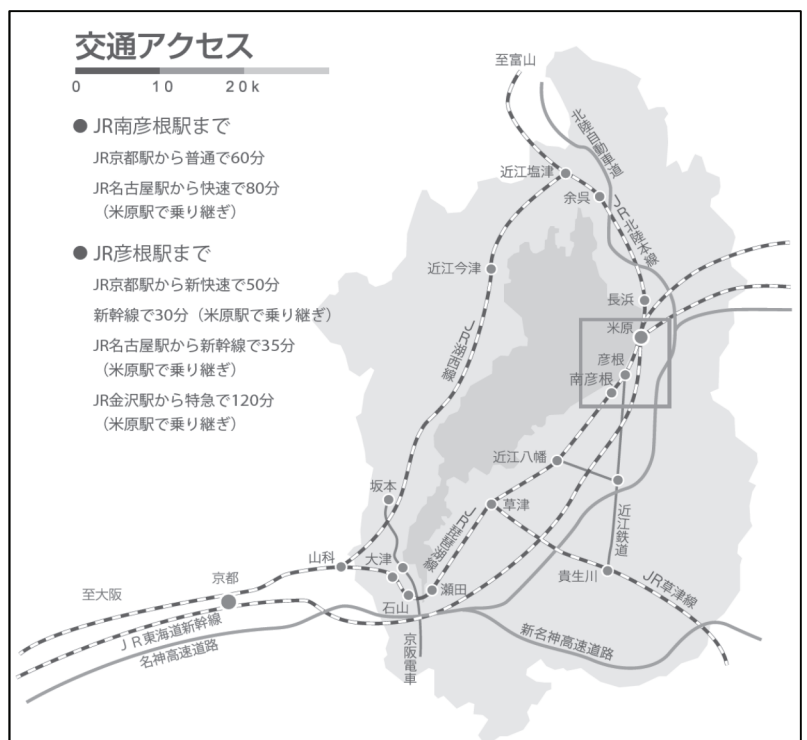 交通アクセス
0 10 20k
● JR南彦根駅まで
JR京都駅から普通で60分
JR名古屋駅から快速で80分
（米原駅で乗り継ぎ）
● JR彦根駅まで
JR京都駅から新快速で50分
新幹線で30分（米原駅で乗り継ぎ）
JR名古屋駅から新幹線で35分
（米原駅で乗り継ぎ）
JR金沢駅から特急で120分
（米原駅で乗り継ぎ）
至富山
北陸自動車道
近江塩津
余呉
JR北陸本線
近江今津
長浜
米原
JR湖西線
彦根
南彦根
近江八幡
坂本
草津
近江鉄道
JR琵琶湖線
山科
大津
瀬田
貴生川
JR草津線
京都
至大阪
石山
JR東海道新幹線
名神高速道路
京阪電車
新名神高速道路